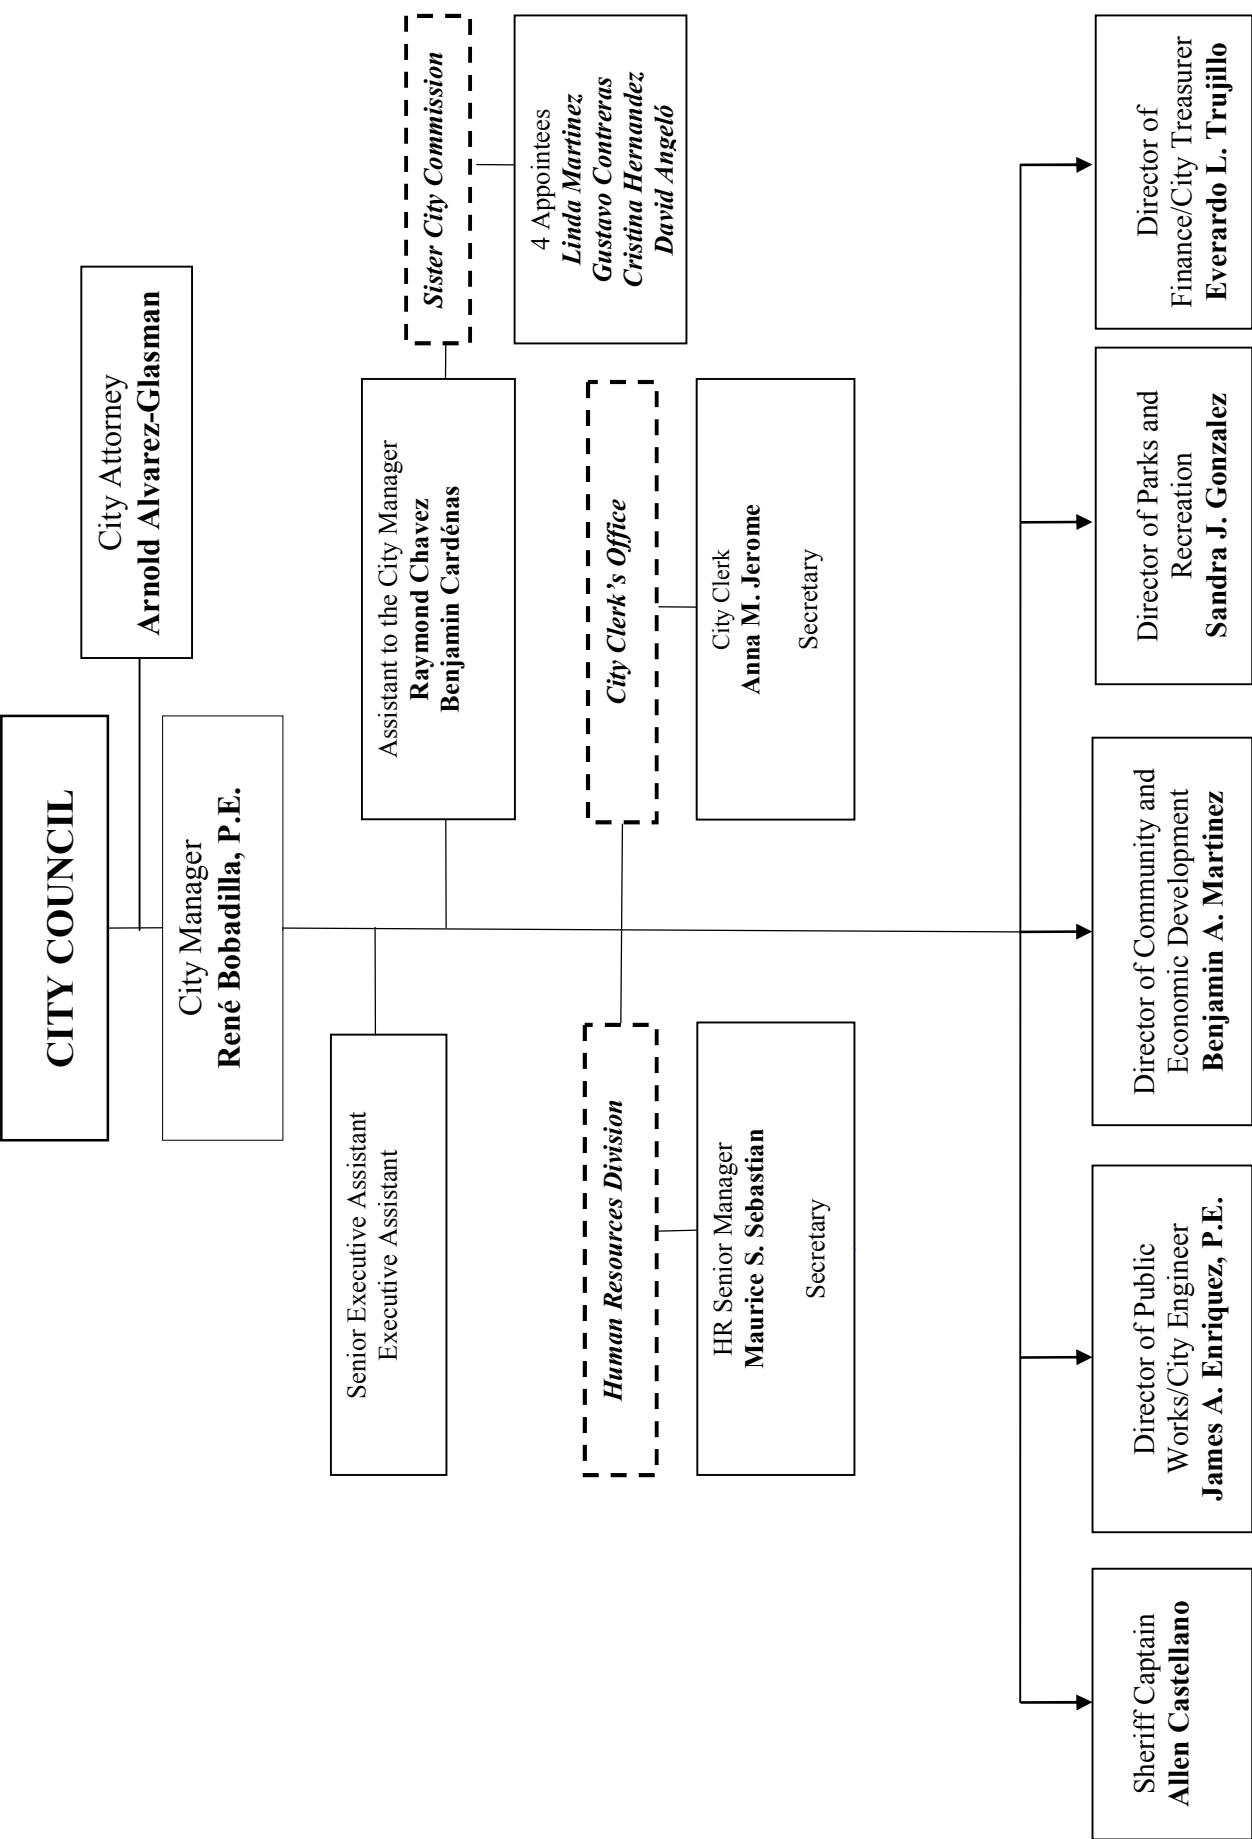 CITY COUNCIL
City Attorney
Arnold Alvarez-Glasman
City Manager
René Bobadilla, P.E.
Senior Executive Assistant
Executive Assistant
Assistant to the City Manager
Raymond Chavez
Benjamin Cardénas
Sister City Commission
4 Appointees
Linda Martinez
Gustavo Contreras
Cristina Hernandez
David Angeló
Human Resources Division
HR Senior Manager
Maurice S. Sebastian
Secretary
City Clerk's Office
City Clerk
Anna M. Jerome
Secretary
Sheriff Captain
Allen Castellano
Director of Public
Works/City Engineer
James A. Enriquez, P.E.
Director of Community and
Economic Development
Benjamin A. Martinez
Director of Parks and
Recreation
Sandra J. Gonzalez
Director of
Finance/City Treasurer
Everardo L. Trujillo